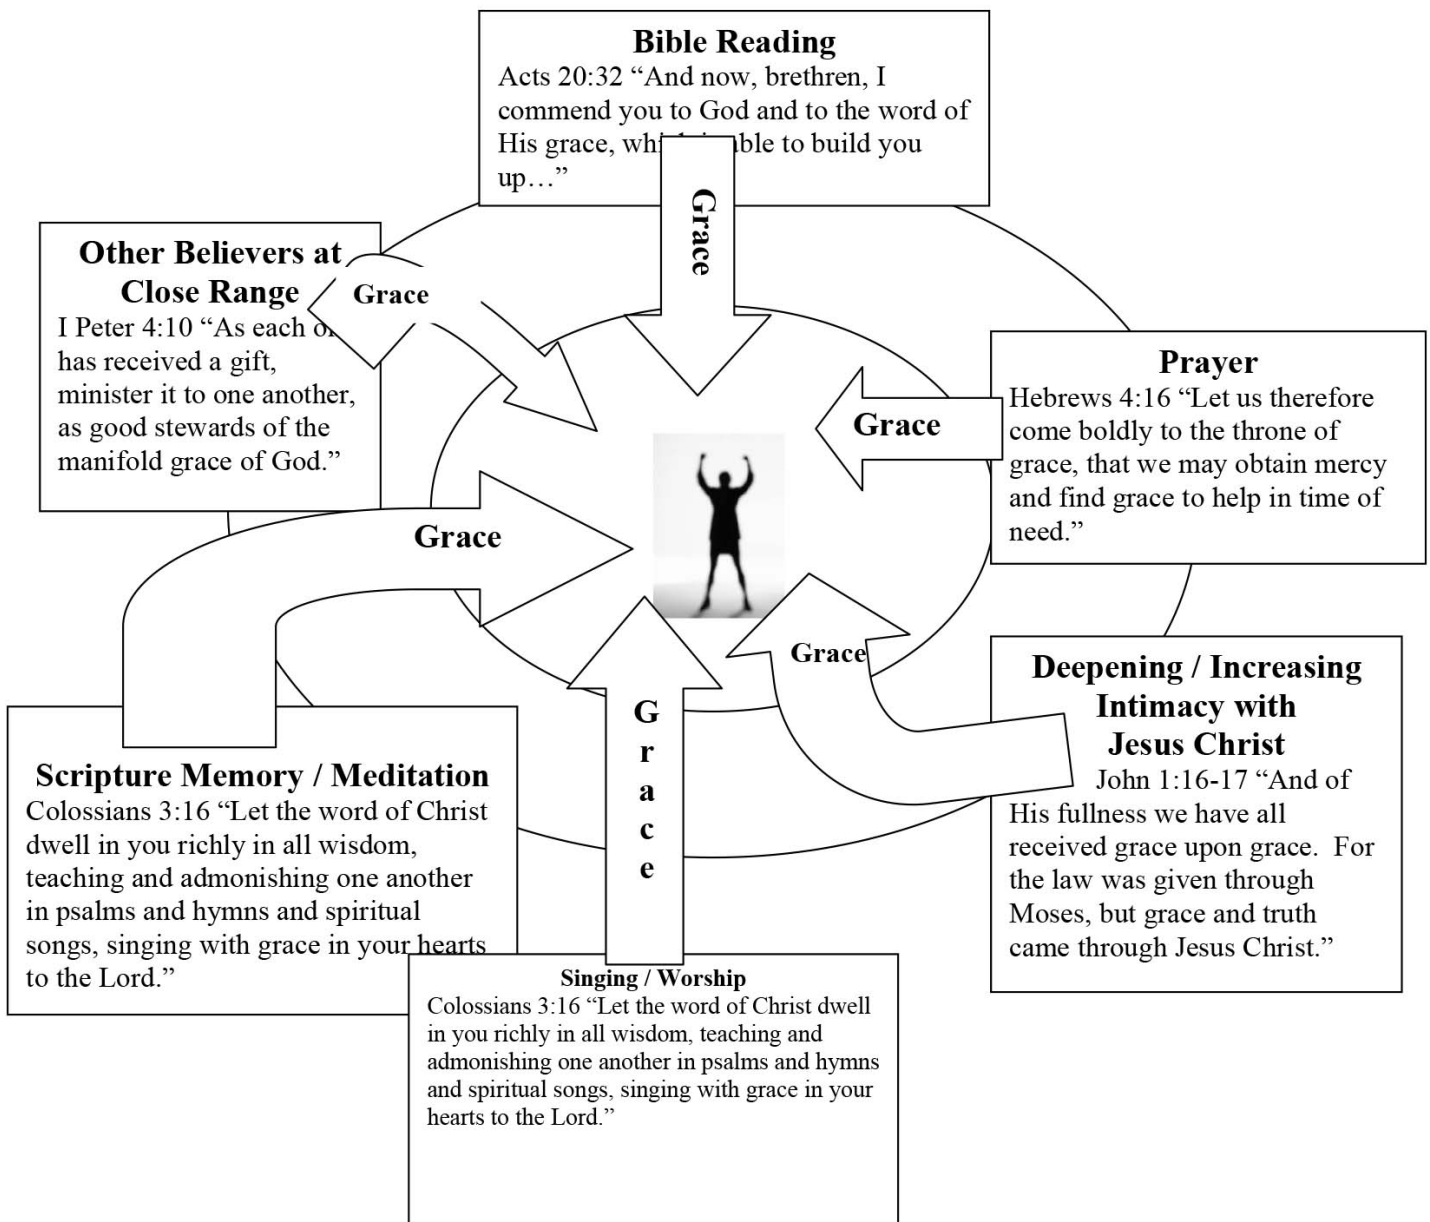 Bible Reading
Acts 20:32 “And now, brethren, I
commend you to God and to the word of
His grace, able to build you
up…”
Grace
Other Believers at
Close Range
I Peter 4:10 “As each
has received a gift,
minister it to one another,
as good stewards of the
manifold grace of God.”
Grace
Prayer
Hebrews 4:16 “Let us therefore
come boldly to the throne of
grace, that we may obtain mercy
and find grace to help in time of
need.”
Grace
Grace
Deepening / Increasing
Intimacy with
Jesus Christ
John 1:16-17 “And of
His fullness we have all
received grace upon grace.  For
the law was given through
Moses, but grace and truth
came through Jesus Christ.”
Grace
Scripture Memory / Meditation
Colossians 3:16 “Let the word of Christ
dwell in you richly in all wisdom,
teaching and admonishing one another
in psalms and hymns and spiritual
songs, singing with grace in your hearts
to the Lord.”
Grace
Singing / Worship
Colossians 3:16 “Let the word of Christ dwell
in you richly in all wisdom, teaching and
admonishing one another in psalms and hymns
and spiritual songs, singing with grace in your
hearts to the Lord.”